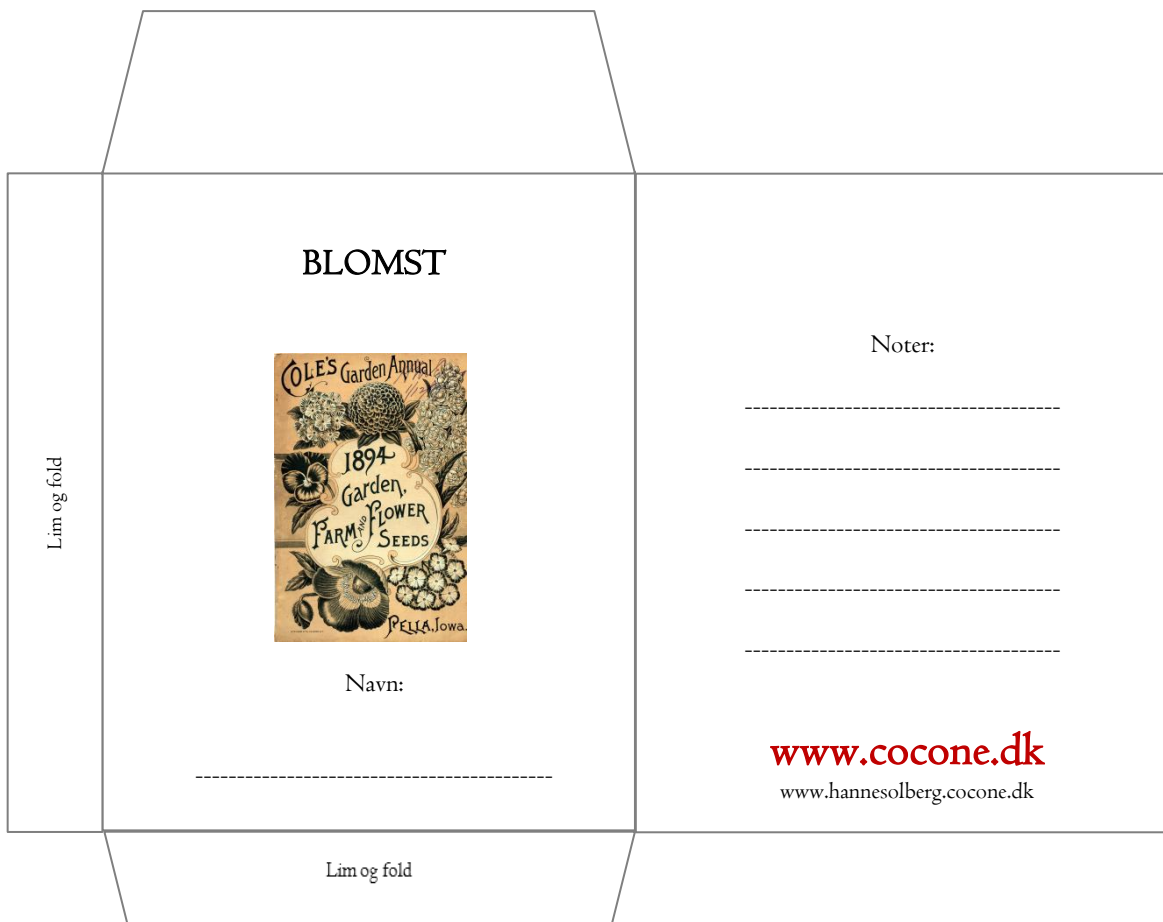 BLOMST
COLE'S Garden Annual
1894
Garden,
FARM AND FLOWER
SEEDS
PELLA, Iowa.
Navn:
Lim og fold
Noter:
www.cocone.dk
www.hannesolberg.cocone.dk
Lim og fold